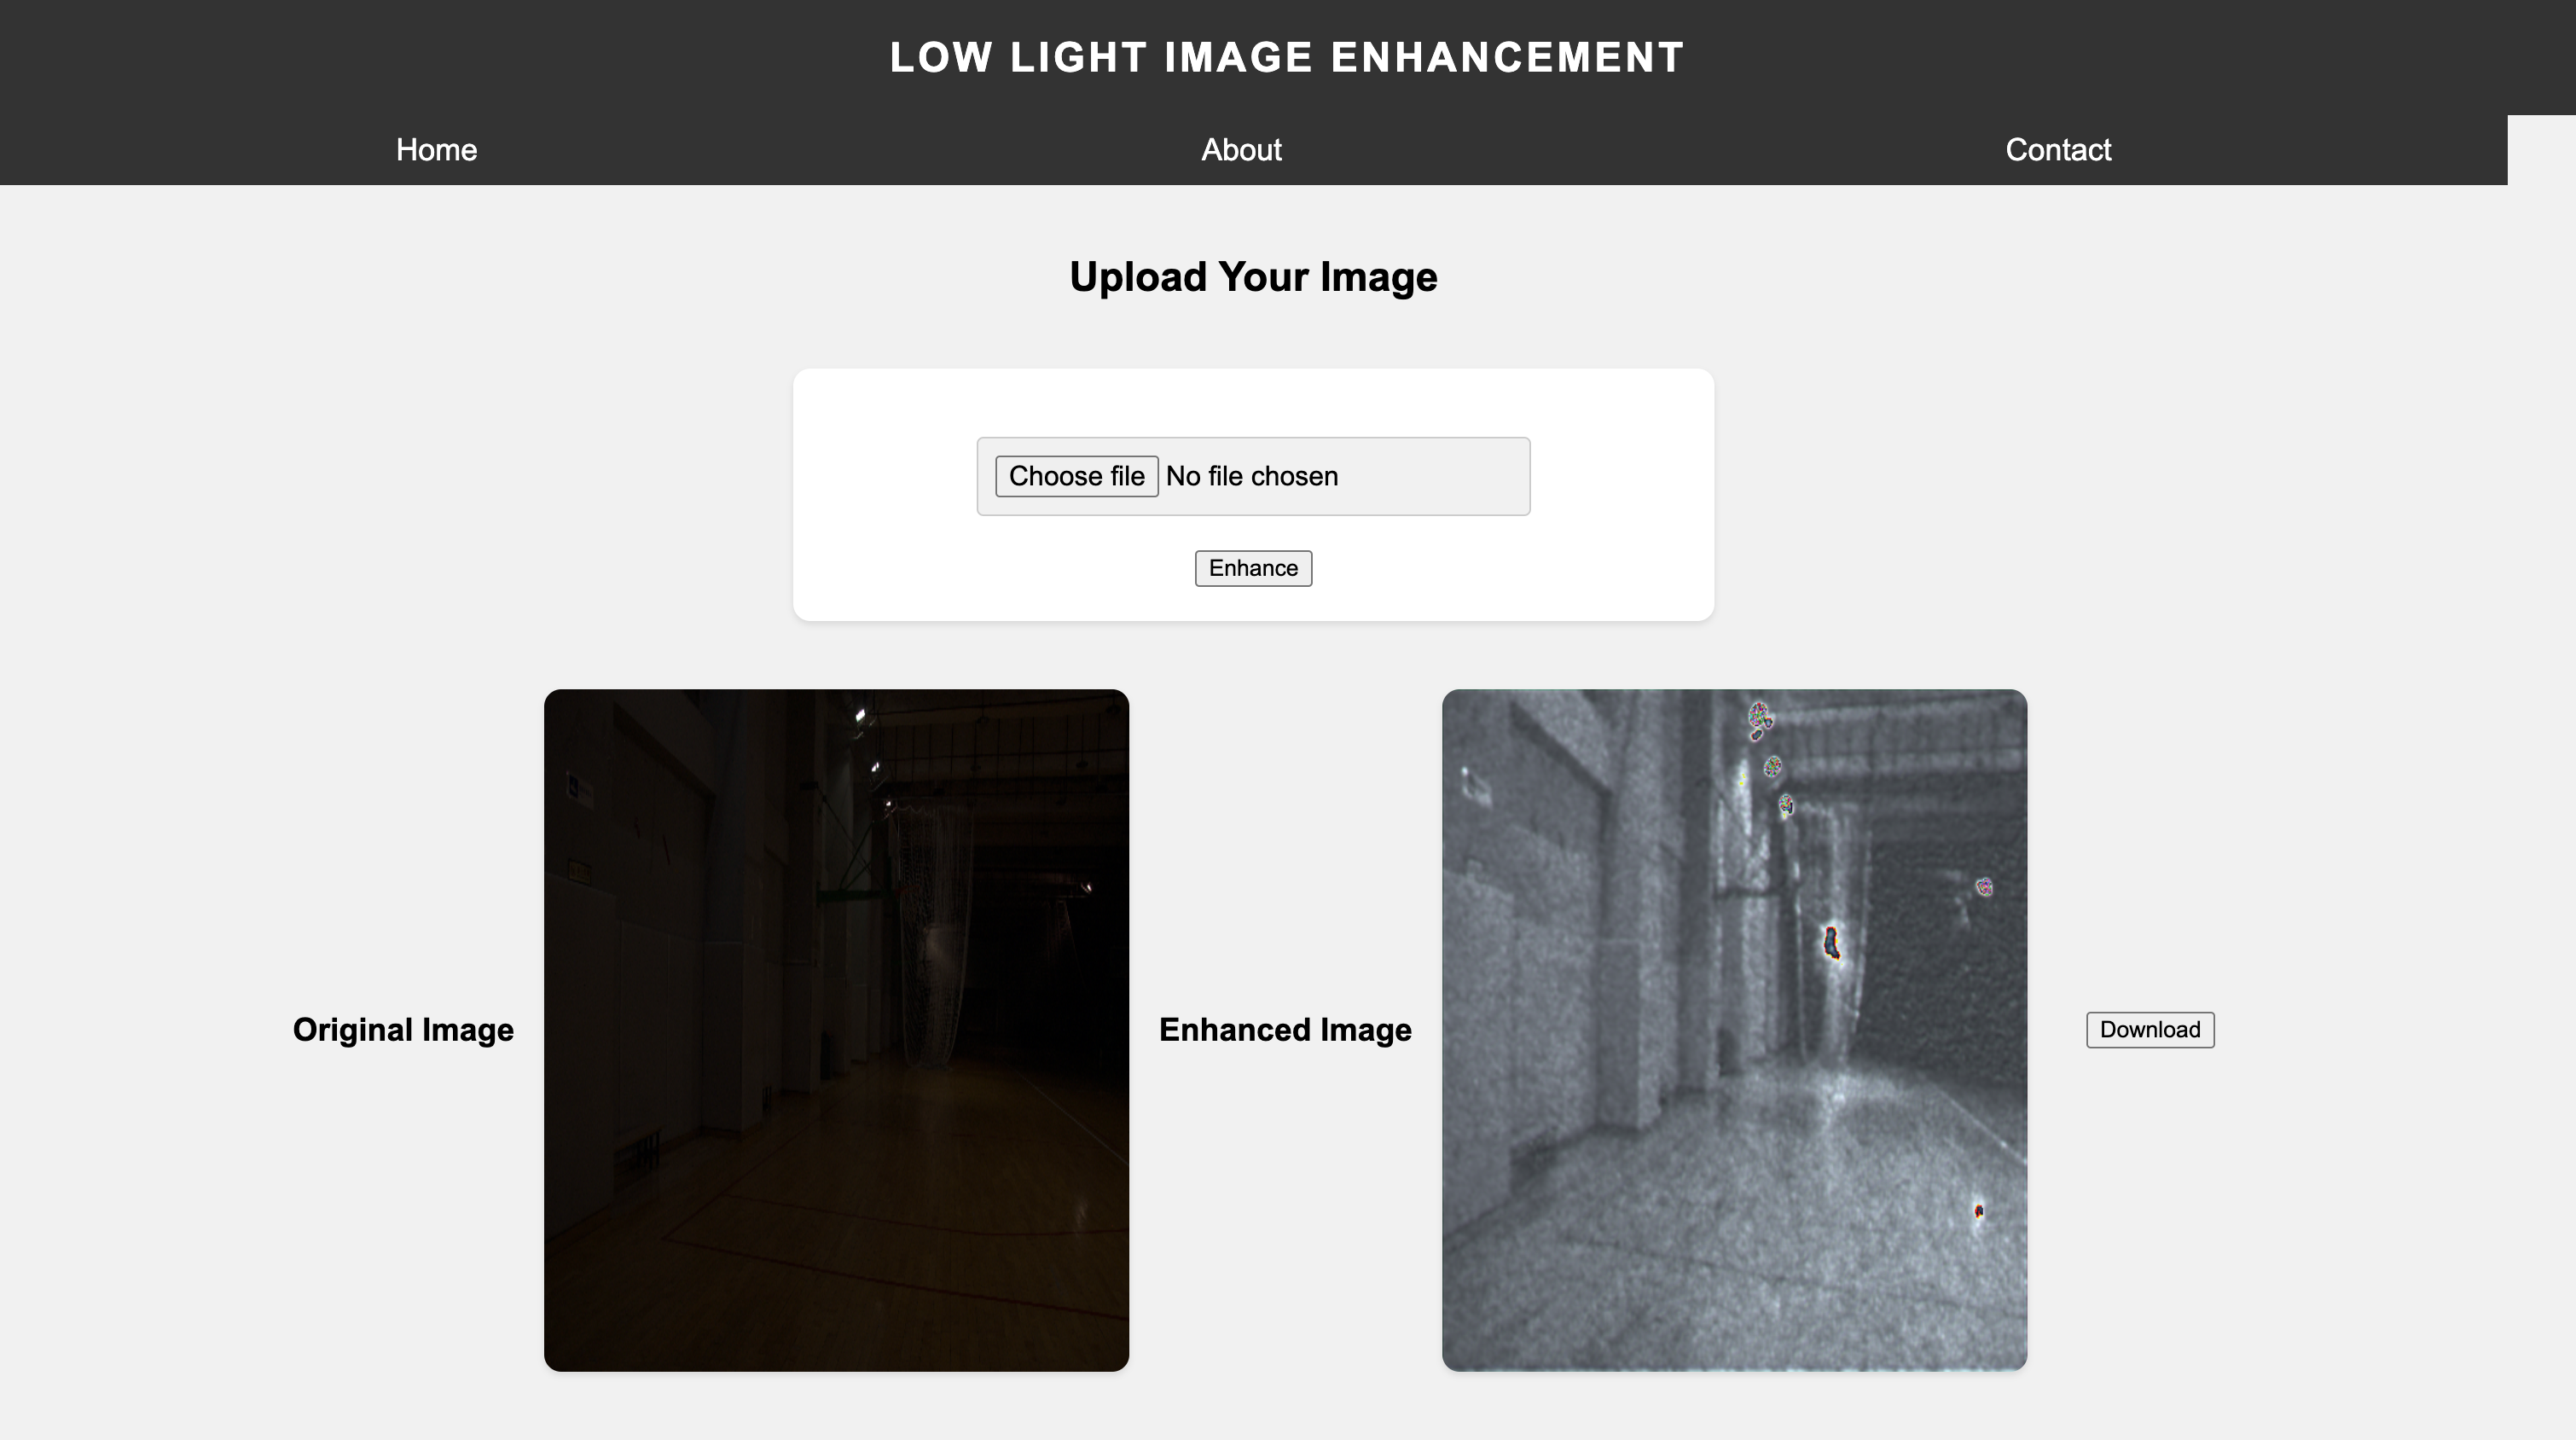 LOW LIGHT IMAGE ENHANCEMENT
Home About Contact
Upload Your Image
Choose file No file chosen
Enhance
Original Image Enhanced Image Download